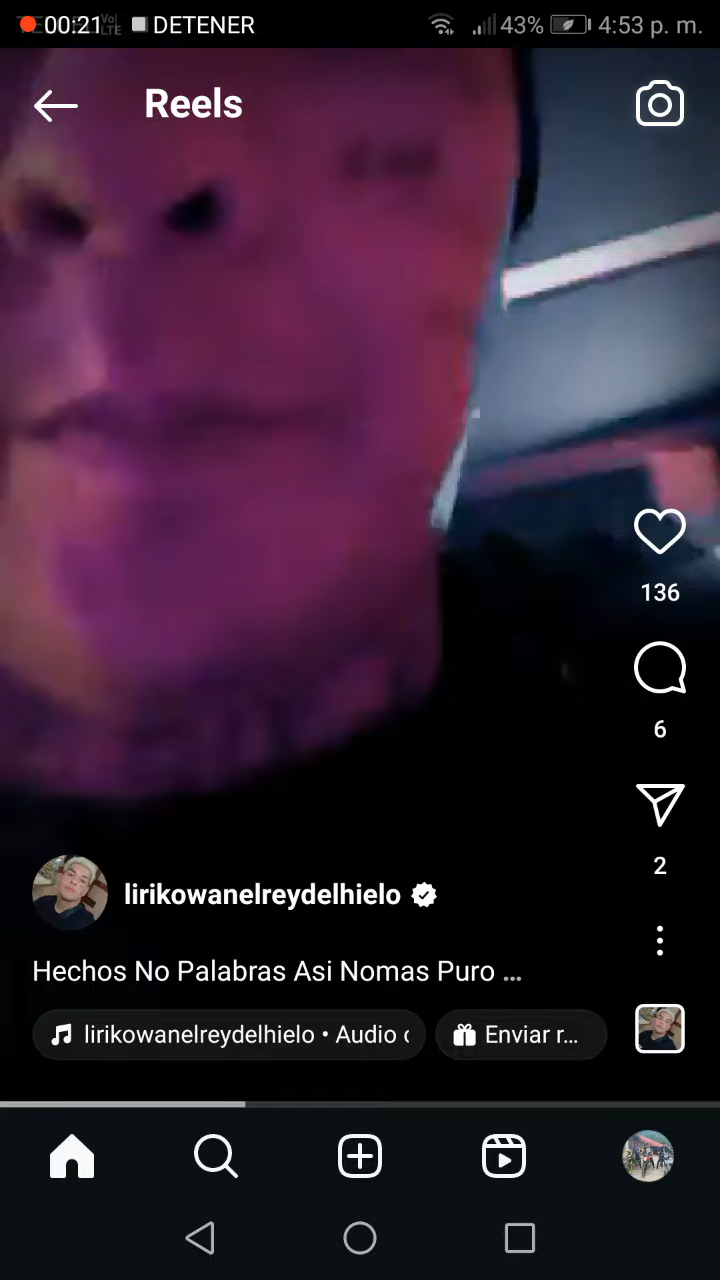 00:21 VoLTE DETENER 43% 4:53 p. m.
Reels
136
6
2
lirikowanelreydelhielo
Hechos No Palabras Asi Nomas Puro ...
lirikowanelreydelhielo • Audio
Enviar r...